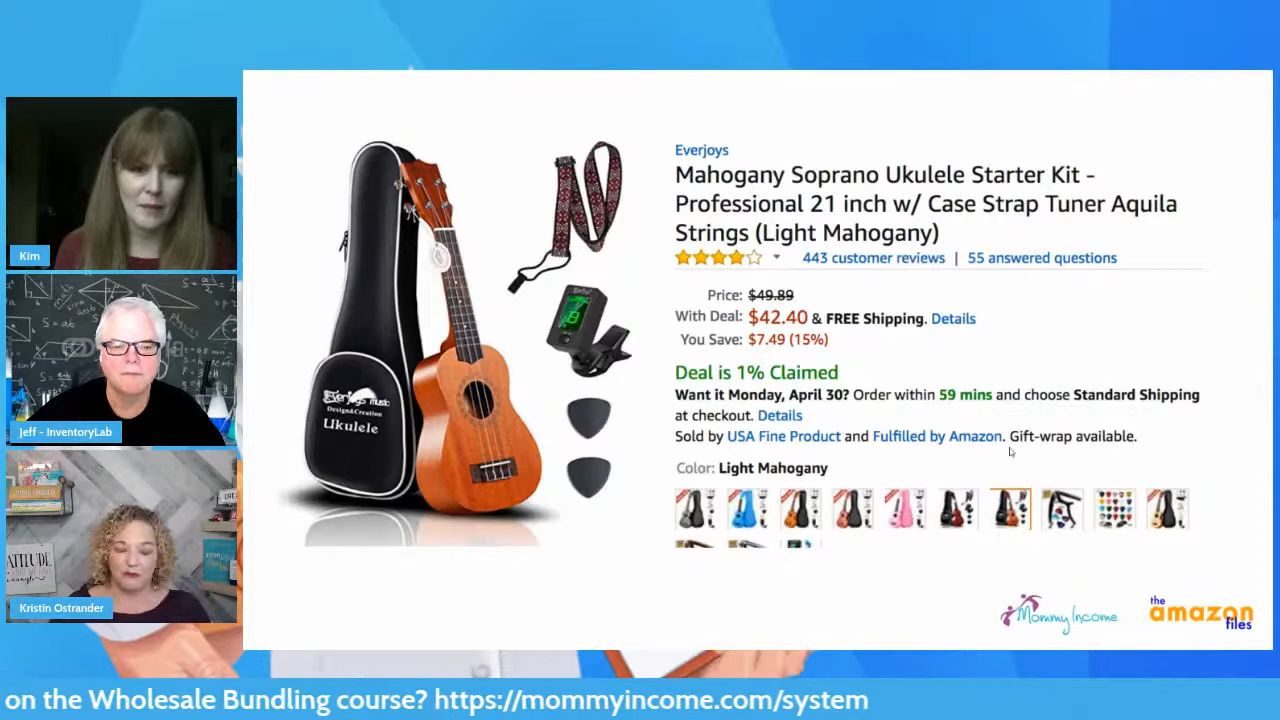 Kim
Jeff - InventoryLab
Kristin Ostrander
Everjoys
Mahogany Soprano Ukulele Starter Kit -
Professional 21 inch w/ Case Strap Tuner Aquila
Strings (Light Mahogany)
443 customer reviews | 55 answered questions
Price: $49.89
With Deal: $42.40 & FREE Shipping. Details
You Save: $7.49 (15%)
Deal is 1% Claimed
Want it Monday, April 30? Order within 59 mins and choose Standard Shipping
at checkout. Details
Sold by USA Fine Product and Fulfilled by Amazon. Gift-wrap available.
Color: Light Mahogany
Everjoys music
Design&Creation
Ukulele
Mommy Income
the
amazon
files
on the Wholesale Bundling course? https://mommyincome.com/system